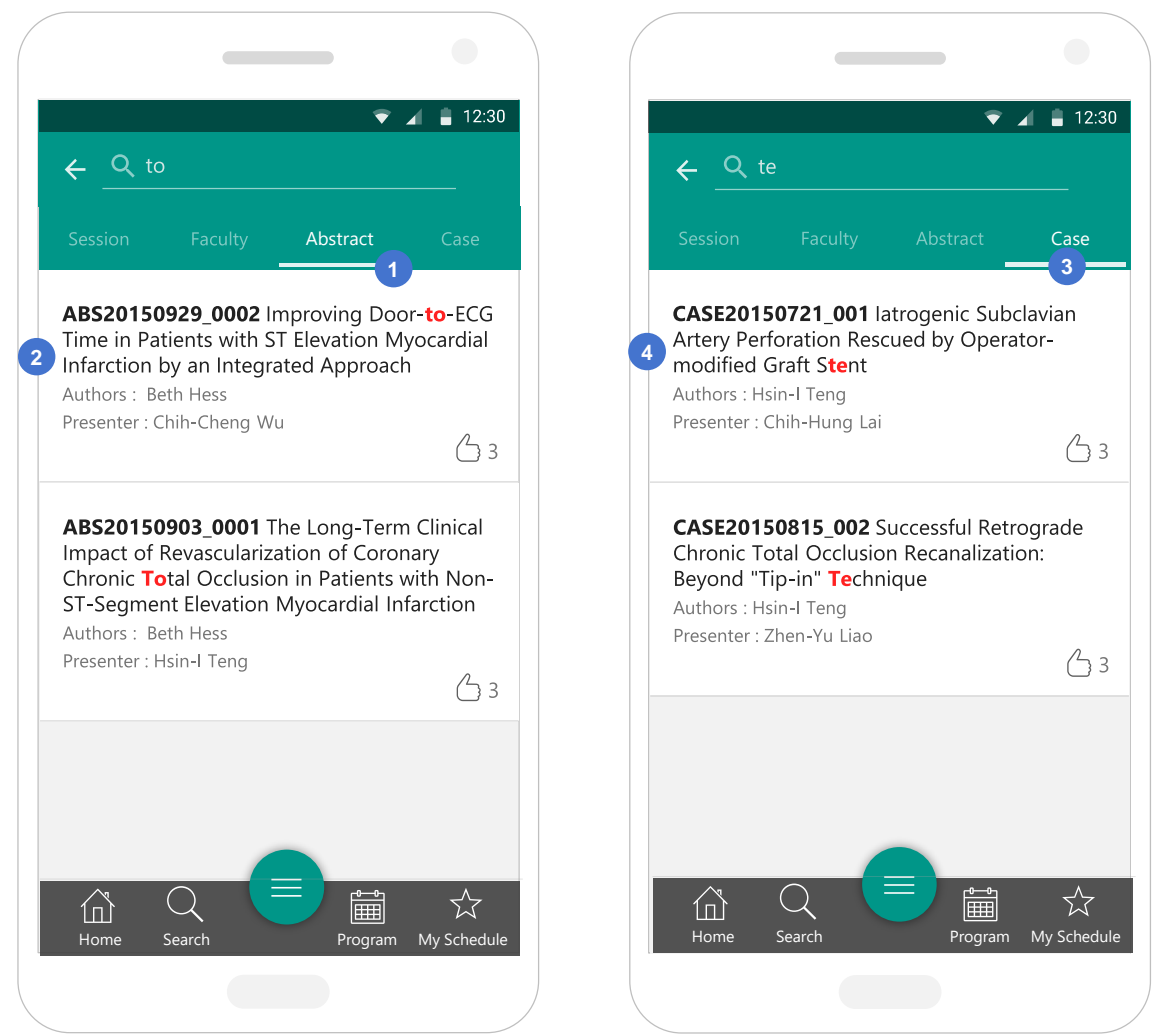 12:30
to
Session Faculty Abstract Case
1
ABS20150929_0002 Improving Door-to-ECG
Time in Patients with ST Elevation Myocardial
2
Infarction by an Integrated Approach
Authors : Beth Hess
Presenter : Chih-Cheng Wu
3
ABS20150903_0001 The Long-Term Clinical
Impact of Revascularization of Coronary
Chronic Total Occlusion in Patients with Non-
ST-Segment Elevation Myocardial Infarction
Authors : Beth Hess
Presenter : Hsin-I Teng
3
Home Search Program My Schedule
12:30
te
Session Faculty Abstract Case
3
CASE20150721_001 Iatrogenic Subclavian
Artery Perforation Rescued by Operator-
4
modified Graft Stent
Authors : Hsin-I Teng
Presenter : Chih-Hung Lai
3
CASE20150815_002 Successful Retrograde
Chronic Total Occlusion Recanalization:
Beyond "Tip-in" Technique
Authors : Hsin-I Teng
Presenter : Zhen-Yu Liao
3
Home Search Program My Schedule